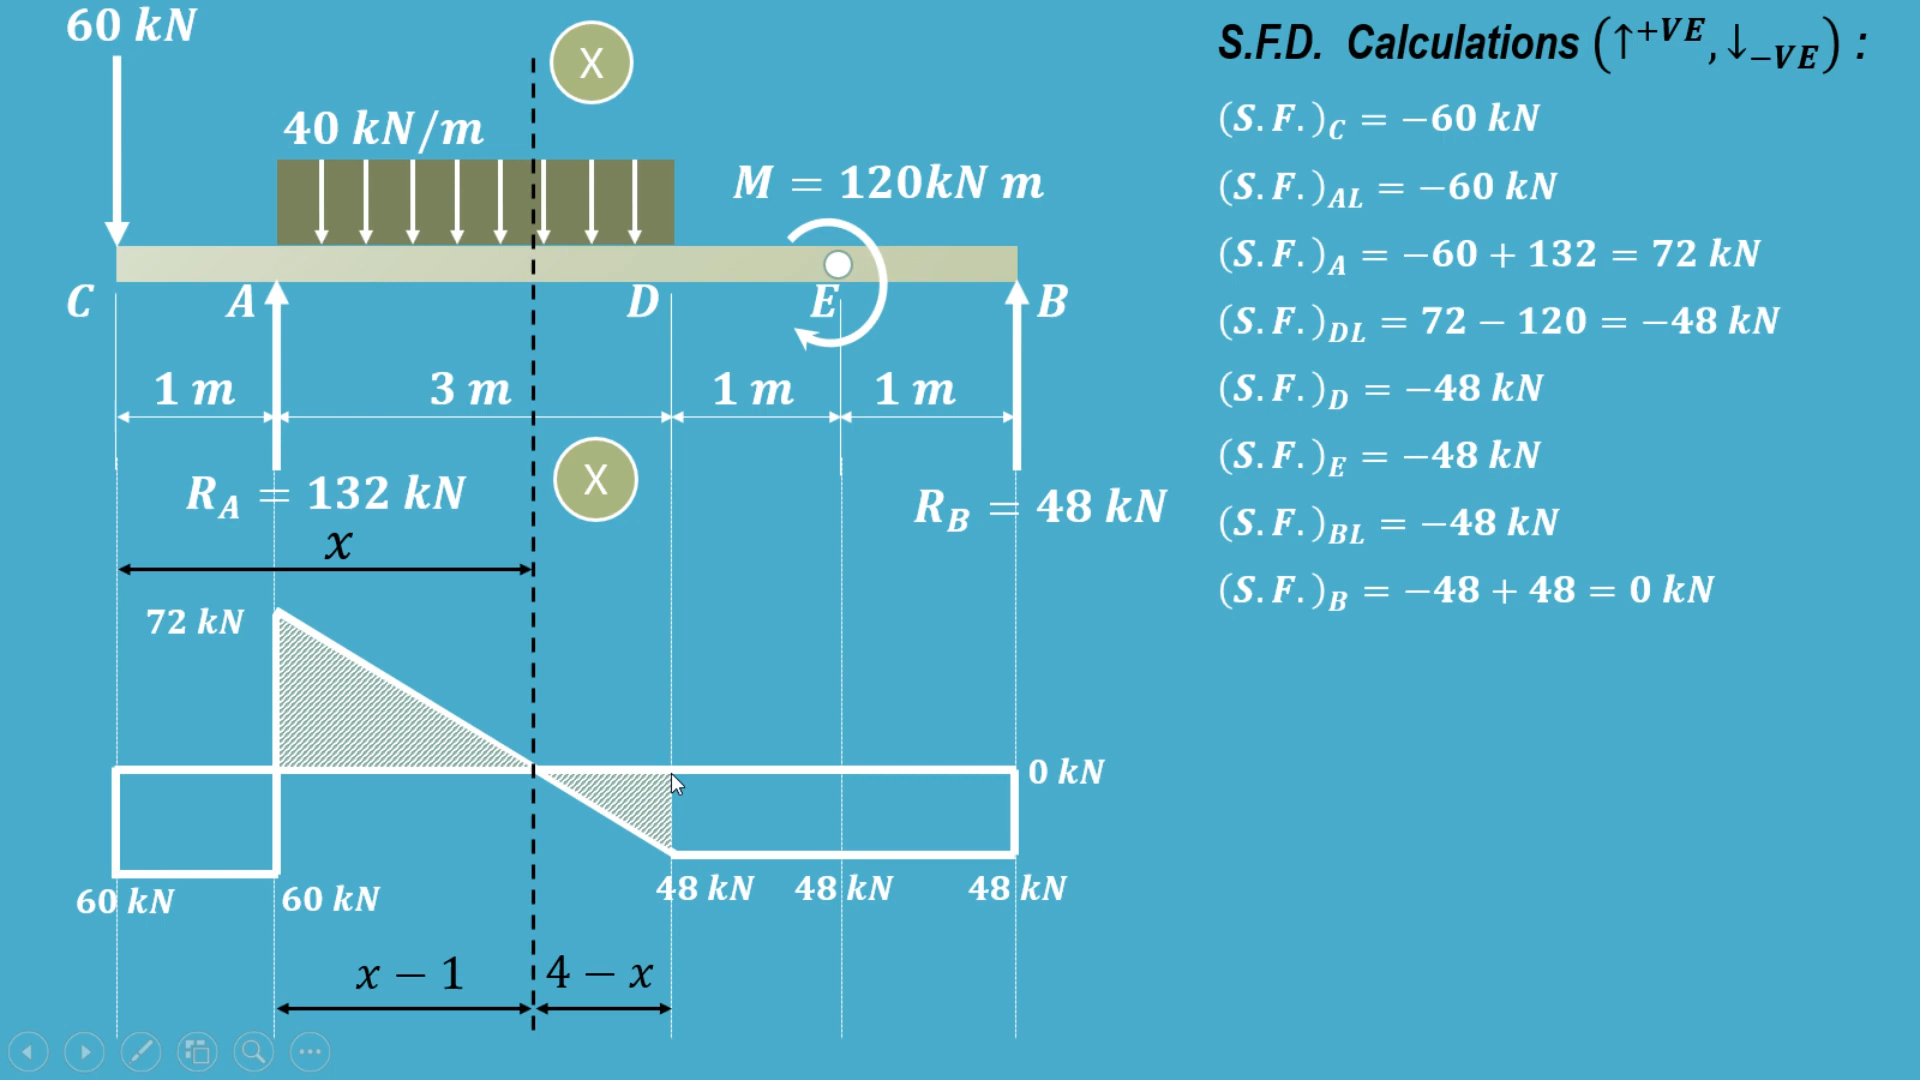 60 kN
X
40 kN/m
M = 120kN m
C A D E B
1 m 3 m 1 m 1 m
R_A = 132 kN
X
R_B = 48 kN
x
72 kN
0 kN
60 kN 60 kN 48 kN 48 kN 48 kN
x − 1 4 − x
S.F.D. Calculations (↑+VE, ↓−VE) :
(S.F.)_C = −60 kN
(S.F.)_AL = −60 kN
(S.F.)_A = −60 + 132 = 72 kN
(S.F.)_DL = 72 − 120 = −48 kN
(S.F.)_D = −48 kN
(S.F.)_E = −48 kN
(S.F.)_BL = −48 kN
(S.F.)_B = −48 + 48 = 0 kN